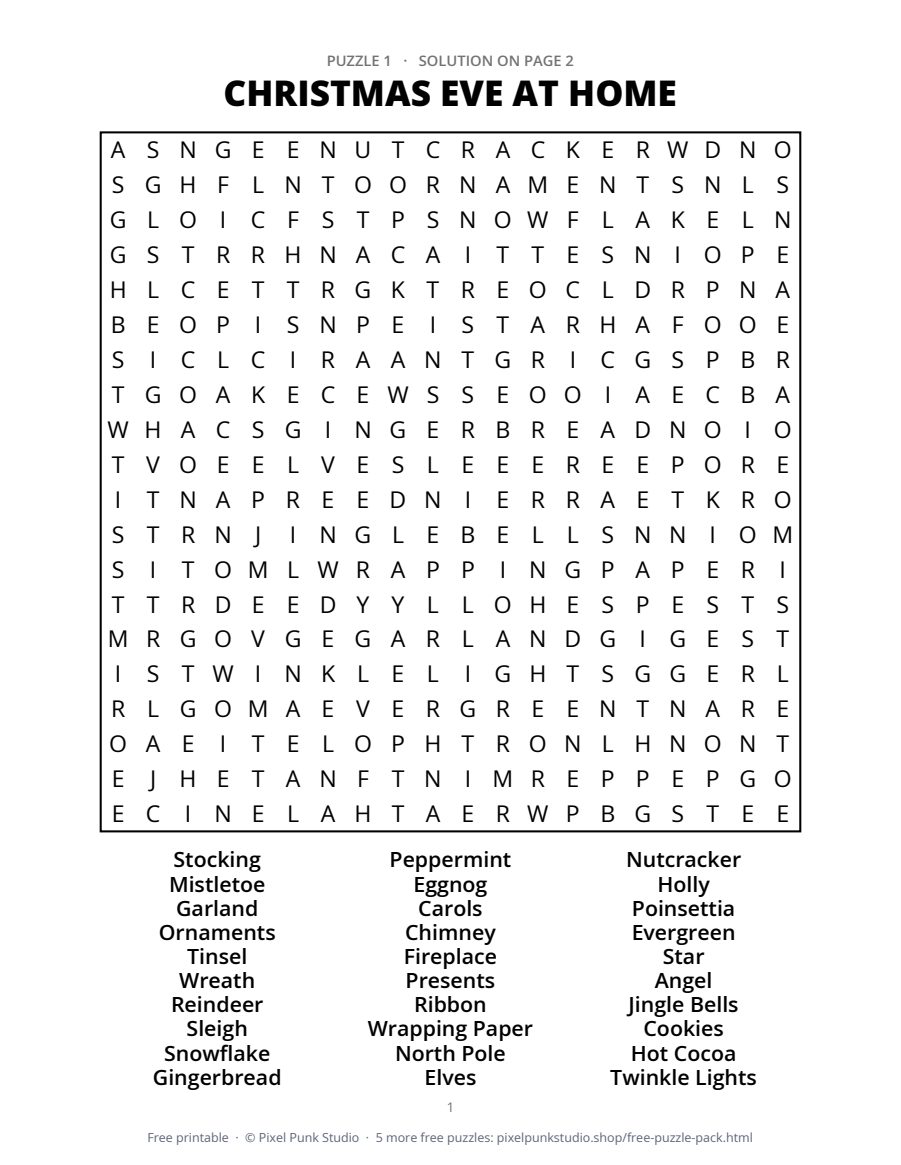 PUZZLE 1 · SOLUTION ON PAGE 2
CHRISTMAS EVE AT HOME
A S N G E E N U T C R A C K E R W D N O
S G H F L N T O O R N A M E N T S N L S
G L O I C F S T P S N O W F L A K E L N
G S T R R H N A C A I T T E S N I O P E
H L C E T T R G K T R E O C L D R P N A
B E O P I S N P E I S T A R H A F O O E
S I C L C I R A A N T G R I C G S P B R
T G O A K E C E W S S E O O I A E C B A
W H A C S G I N G E R B R E A D N O I O
T V O E E L V E S L E E E R E E P O R E
I T N A P R E E D N I E R R A E T K R O
S T R N J I N G L E B E L L S N N I O M
S I T O M L W R A P P I N G P A P E R I
T T R D E E D Y Y L L O H E S P E S T S
M R G O V G E G A R L A N D G I G E S T
I S T W I N K L E L I G H T S G G E R L
R L G O M A E V E R G R E E N T N A R E
O A E I T E L O P H T R O N L H N O N T
E J H E T A N F T N I M R E P P E P G O
E C I N E L A H T A E R W P B G S T E E
Stocking Peppermint Nutcracker
Mistletoe Eggnog Holly
Garland Carols Poinsettia
Ornaments Chimney Evergreen
Tinsel Fireplace Star
Wreath Presents Angel
Reindeer Ribbon Jingle Bells
Sleigh Wrapping Paper Cookies
Snowflake North Pole Hot Cocoa
Gingerbread Elves Twinkle Lights
1
Free printable · © Pixel Punk Studio · 5 more free puzzles: pixelpunkstudio.shop/free-puzzle-pack.html